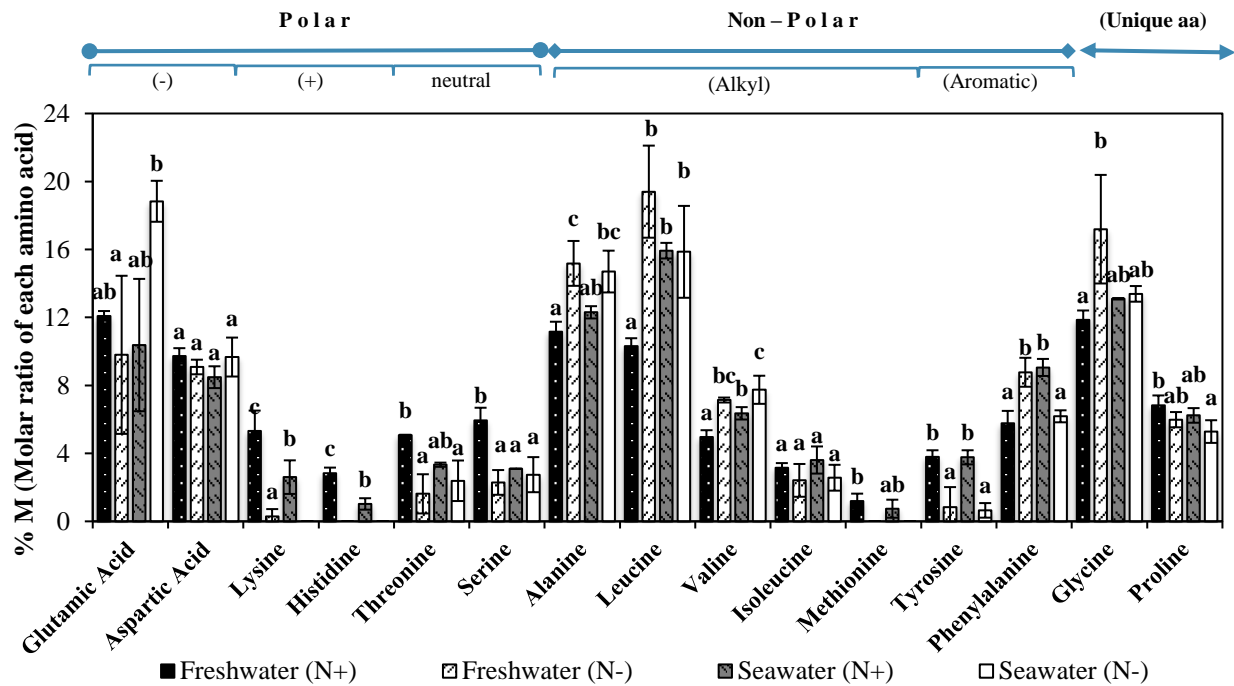 P o l a r
Non – P o l a r
(Unique aa)
(-)
(+)
neutral
(Alkyl)
(Aromatic)
% M (Molar ratio of each amino acid)
24
20
16
12
8
4
0
ab a ab b
a a a a
c a b
c b
b a ab a
b a a a
a c ab bc
a b b b
a bc b c
a a a a
b ab
b a b a
a b b a
a b ab ab
b ab ab a
Glutamic Acid
Aspartic Acid
Lysine
Histidine
Threonine
Serine
Alanine
Leucine
Valine
Isoleucine
Methionine
Tyrosine
Phenylalanine
Glycine
Proline
Freshwater (N+)
Freshwater (N-)
Seawater (N+)
Seawater (N-)